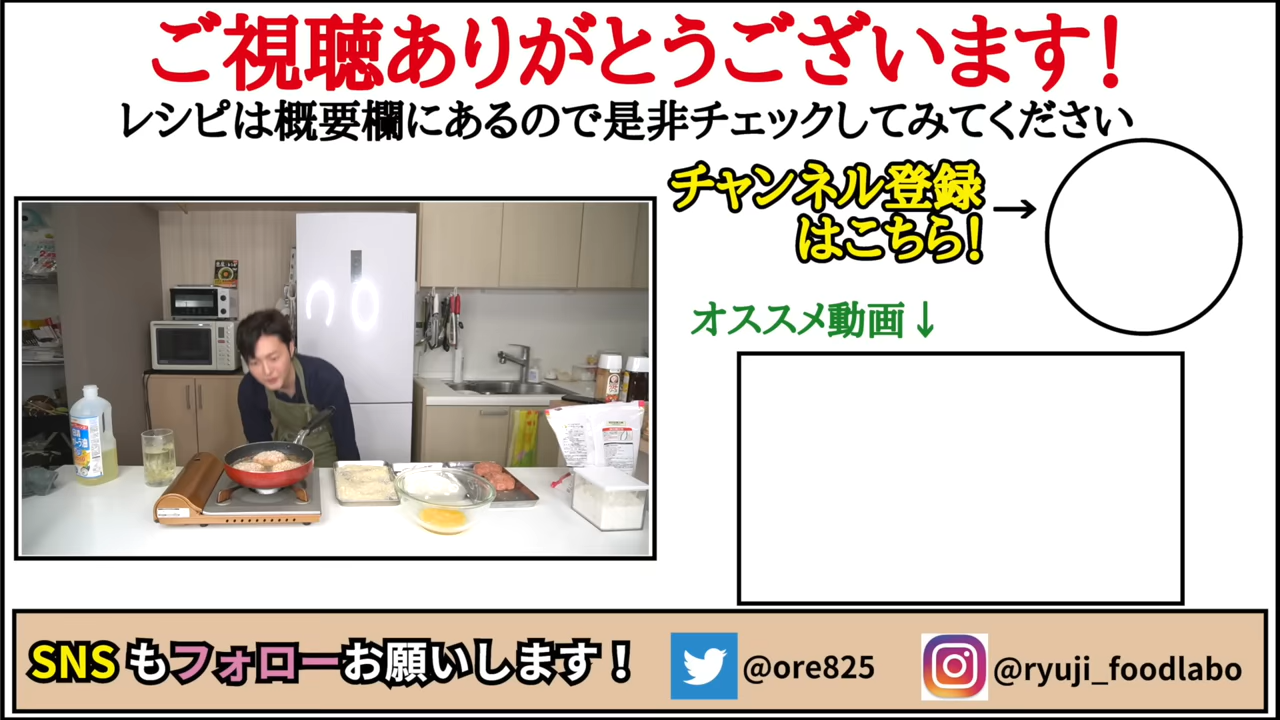 ご視聴ありがとうございます！
レシピは概要欄にあるので是非チェックしてみてください
チャンネル登録
はこちら！
→
オススメ動画↓
SNSもフォローお願いします！
@ore825
@ryuji_foodlabo